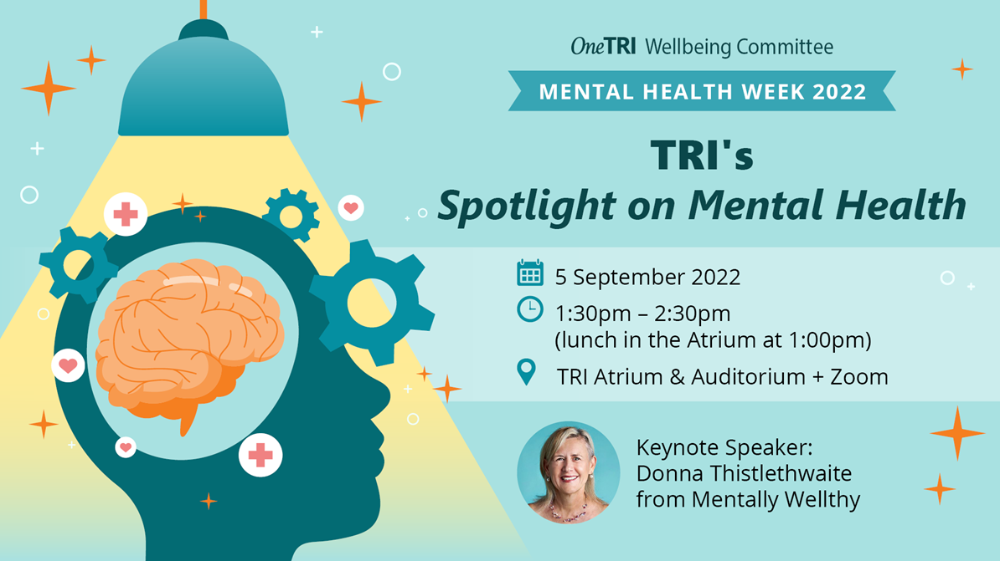 OneTRI Wellbeing Committee
MENTAL HEALTH WEEK 2022
TRI's
Spotlight on Mental Health
5 September 2022
1:30pm – 2:30pm
(lunch in the Atrium at 1:00pm)
TRI Atrium & Auditorium + Zoom
Keynote Speaker:
Donna Thistlethwaite
from Mentally Wellthy